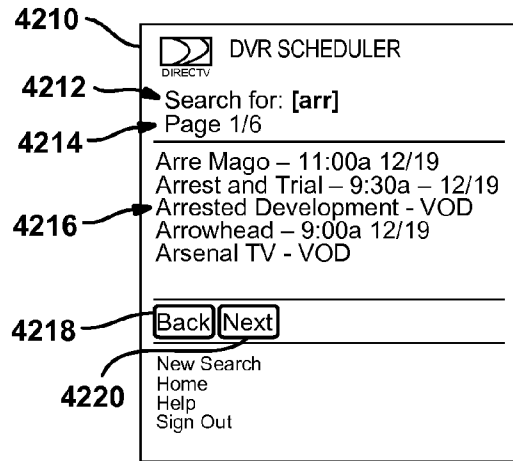 4210
DIRECTV
DVR SCHEDULER
4212
Search for: [arr]
4214
Page 1/6
Arre Mago – 11:00a 12/19
Arrest and Trial – 9:30a – 12/19
4216
Arrested Development - VOD
Arrowhead – 9:00a 12/19
Arsenal TV - VOD
4218
Back Next
4220
New Search
Home
Help
Sign Out